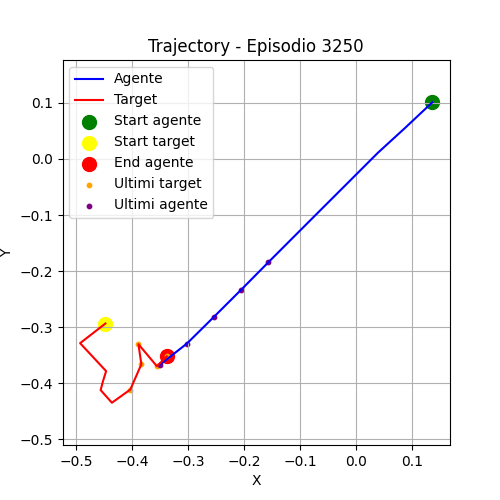 Trajectory - Episodio 3250
Agente
Target
Start agente
Start target
End agente
Ultimi target
Ultimi agente
Y
0.1
0.0
−0.1
−0.2
−0.3
−0.4
−0.5
−0.5
−0.4
−0.3
−0.2
−0.1
0.0
0.1
X